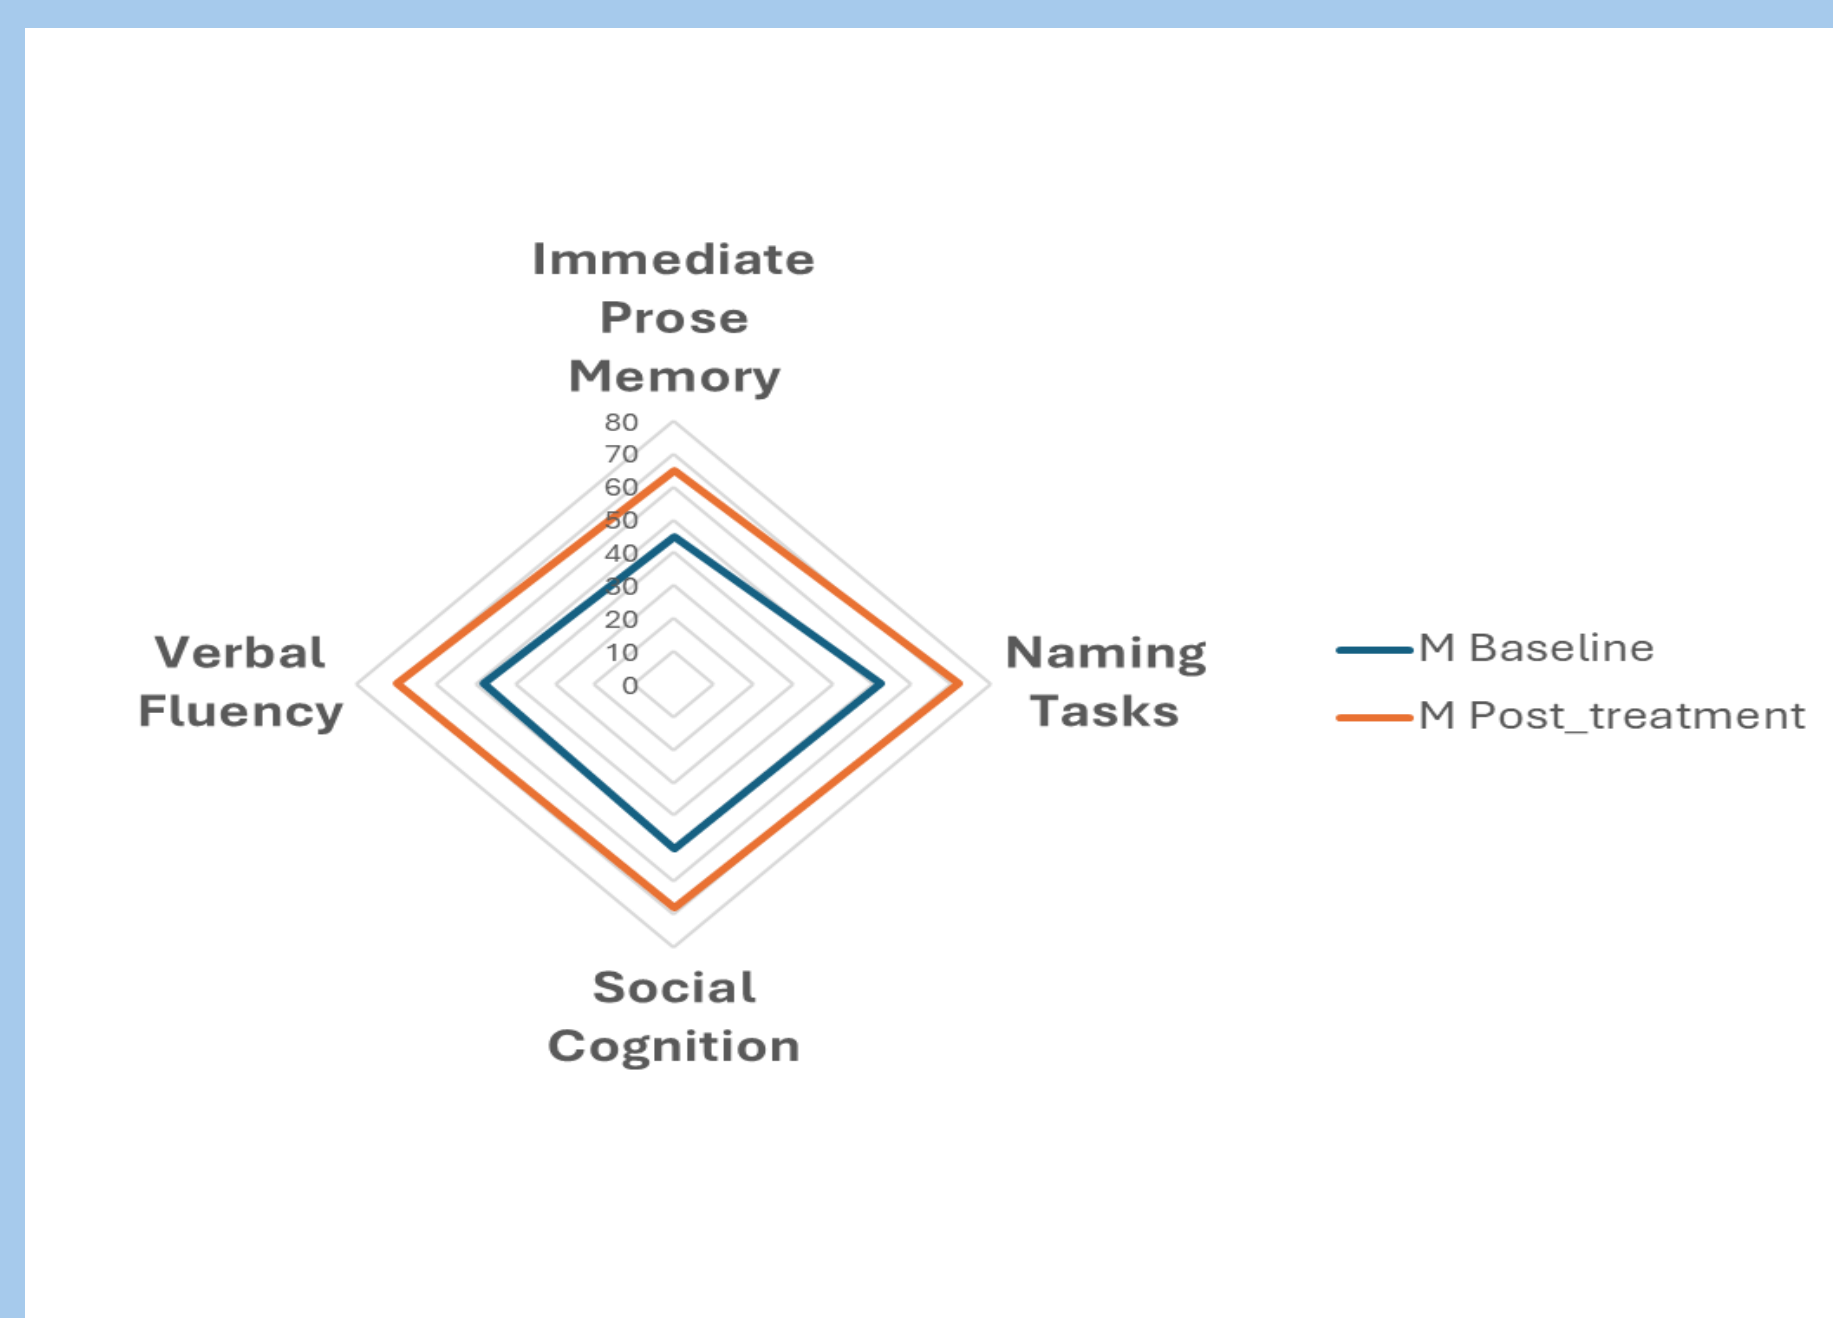 Immediate
Prose
Memory
80
70
60
50
40
30
20
10
0
Verbal
Fluency
Naming
Tasks
Social
Cognition
M Baseline
M Post_treatment